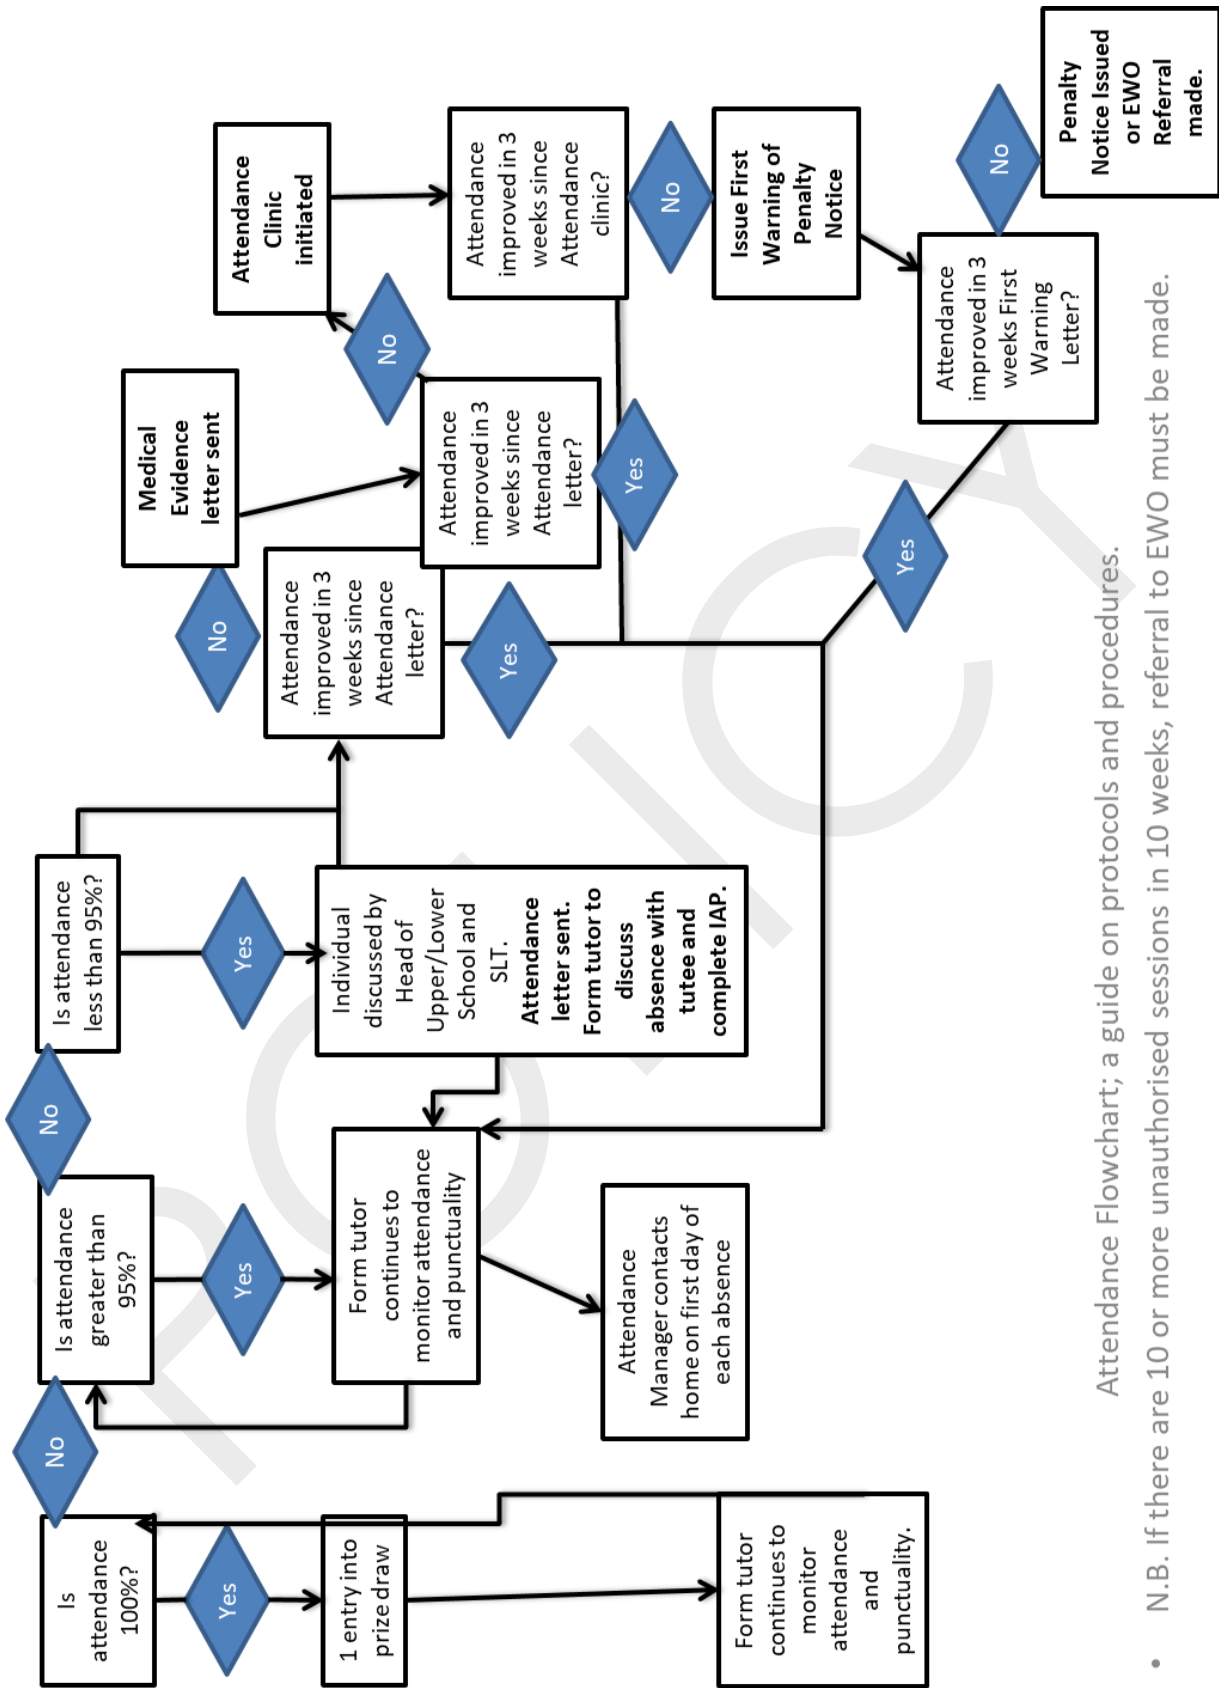 Is
attendance
100%?
No
Yes
1 entry into
prize draw
Form tutor
continues to
monitor
attendance
and
punctuality.
Is attendance
greater than
95%?
No
Yes
Form tutor
continues to
monitor attendance
and punctuality
Attendance
Manager contacts
home on first day of
each absence
Is attendance
less than 95%?
Yes
Individual
discussed by
Head of
Upper/Lower
School and
SLT.
Attendance
letter sent.
Form tutor to
discuss
absence with
tutee and
complete IAP.
Attendance
improved in 3
weeks since
Attendance
letter?
No
Yes
Medical
Evidence
letter sent
Attendance
improved in 3
weeks since
Attendance
letter?
No
Yes
Attendance
Clinic
initiated
Attendance
improved in 3
weeks since
Attendance
clinic?
No
Issue First
Warning of
Penalty
Notice
Attendance
improved in 3
weeks First
Warning
Letter?
Yes
No
Penalty
Notice Issued
or EWO
Referral
made.
POLICY
Attendance Flowchart; a guide on protocols and procedures.
• N.B. If there are 10 or more unauthorised sessions in 10 weeks, referral to EWO must be made.